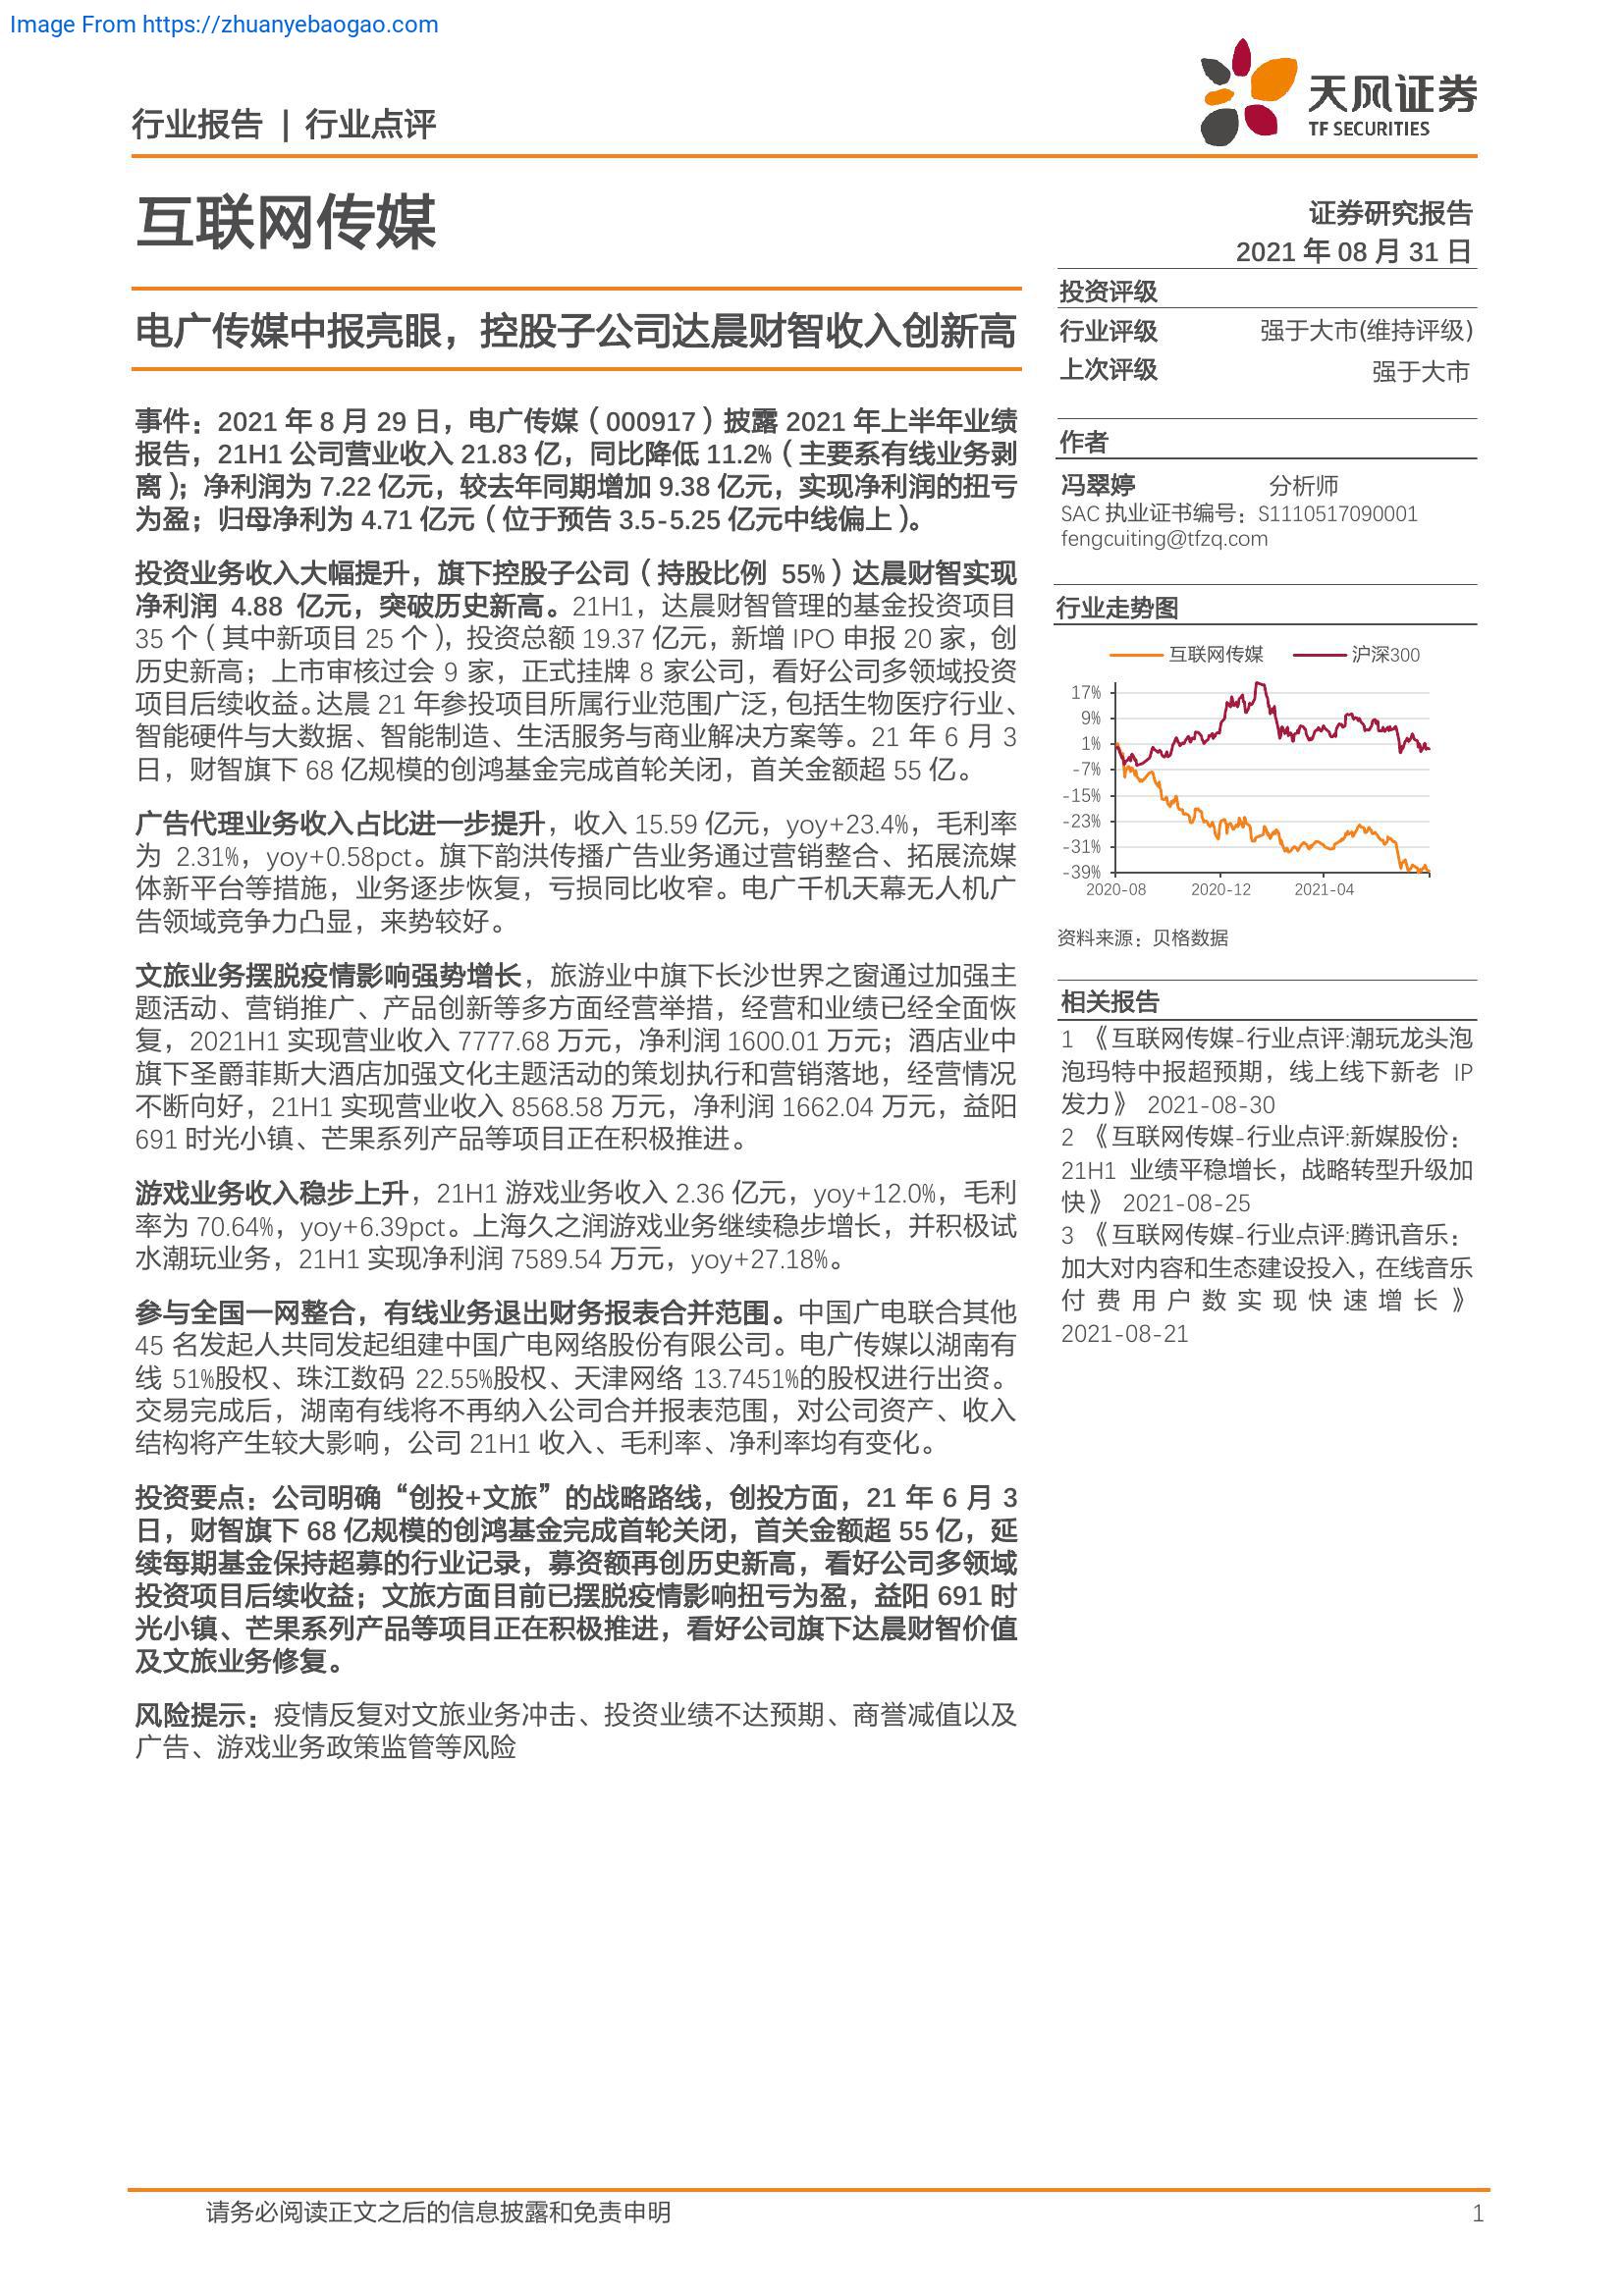 Image From https://zhuanyebaogao.com
行业报告 | 行业点评
天风证券
TF SECURITIES
互联网传媒
证券研究报告
2021 年 08 月 31 日
电广传媒中报亮眼，控股子公司达晨财智收入创新高
事件：2021 年 8 月 29 日，电广传媒（000917）披露 2021 年上半年业绩
报告，21H1 公司营业收入 21.83 亿，同比降低 11.2%（主要系有线业务剥
离）；净利润为 7.22 亿元，较去年同期增加 9.38 亿元，实现净利润的扭亏
为盈；归母净利为 4.71 亿元（位于预告 3.5-5.25 亿元中线偏上）。
投资业务收入大幅提升，旗下控股子公司（持股比例 55%）达晨财智实现
净利润 4.88 亿元，突破历史新高。21H1，达晨财智管理的基金投资项目
35 个（其中新项目 25 个），投资总额 19.37 亿元，新增 IPO 申报 20 家，创
历史新高；上市审核过会 9 家，正式挂牌 8 家公司，看好公司多领域投资
项目后续收益。达晨 21 年参投项目所属行业范围广泛，包括生物医疗行业、
智能硬件与大数据、智能制造、生活服务与商业解决方案等。21 年 6 月 3
日，财智旗下 68 亿规模的创鸿基金完成首轮关闭，首关金额超 55 亿。
广告代理业务收入占比进一步提升，收入 15.59 亿元，yoy+23.4%，毛利率
为 2.31%，yoy+0.58pct。旗下韵洪传播广告业务通过营销整合、拓展流媒
体新平台等措施，业务逐步恢复，亏损同比收窄。电广千机天幕无人机广
告领域竞争力凸显，来势较好。
文旅业务摆脱疫情影响强势增长，旅游业中旗下长沙世界之窗通过加强主
题活动、营销推广、产品创新等多方面经营举措，经营和业绩已经全面恢
复，2021H1 实现营业收入 7777.68 万元，净利润 1600.01 万元；酒店业中
旗下圣爵菲斯大酒店加强文化主题活动的策划执行和营销落地，经营情况
不断向好，21H1 实现营业收入 8568.58 万元，净利润 1662.04 万元，益阳
691 时光小镇、芒果系列产品等项目正在积极推进。
游戏业务收入稳步上升，21H1 游戏业务收入 2.36 亿元，yoy+12.0%，毛利
率为 70.64%，yoy+6.39pct。上海久之润游戏业务继续稳步增长，并积极试
水潮玩业务，21H1 实现净利润 7589.54 万元，yoy+27.18%。
参与全国一网整合，有线业务退出财务报表合并范围。中国广电联合其他
45 名发起人共同发起组建中国广电网络股份有限公司。电广传媒以湖南有
线 51%股权、珠江数码 22.55%股权、天津网络 13.7451%的股权进行出资。
交易完成后，湖南有线将不再纳入公司合并报表范围，对公司资产、收入
结构将产生较大影响，公司 21H1 收入、毛利率、净利率均有变化。
投资要点：公司明确“创投+文旅”的战略路线，创投方面，21 年 6 月 3
日，财智旗下 68 亿规模的创鸿基金完成首轮关闭，首关金额超 55 亿，延
续每期基金保持超募的行业记录，募资额再创历史新高，看好公司多领域
投资项目后续收益；文旅方面目前已摆脱疫情影响扭亏为盈，益阳 691 时
光小镇、芒果系列产品等项目正在积极推进，看好公司旗下达晨财智价值
及文旅业务修复。
风险提示：疫情反复对文旅业务冲击、投资业绩不达预期、商誉减值以及
广告、游戏业务政策监管等风险
投资评级
行业评级 强于大市(维持评级)
上次评级 强于大市
作者
冯翠婷 分析师
SAC 执业证书编号：S1110517090001
fengcuiting@tfzq.com
行业走势图
互联网传媒 沪深300
17%
9%
1%
-7%
-15%
-23%
-31%
-39%
2020-08 2020-12 2021-04
资料来源：贝格数据
相关报告
1 《互联网传媒-行业点评:潮玩龙头泡
泡玛特中报超预期，线上线下新老 IP
发力》 2021-08-30
2 《互联网传媒-行业点评:新媒股份：
21H1 业绩平稳增长，战略转型升级加
快》 2021-08-25
3 《互联网传媒-行业点评:腾讯音乐：
加大对内容和生态建设投入，在线音乐
付费用户数实现快速增长》
2021-08-21
请务必阅读正文之后的信息披露和免责申明 1